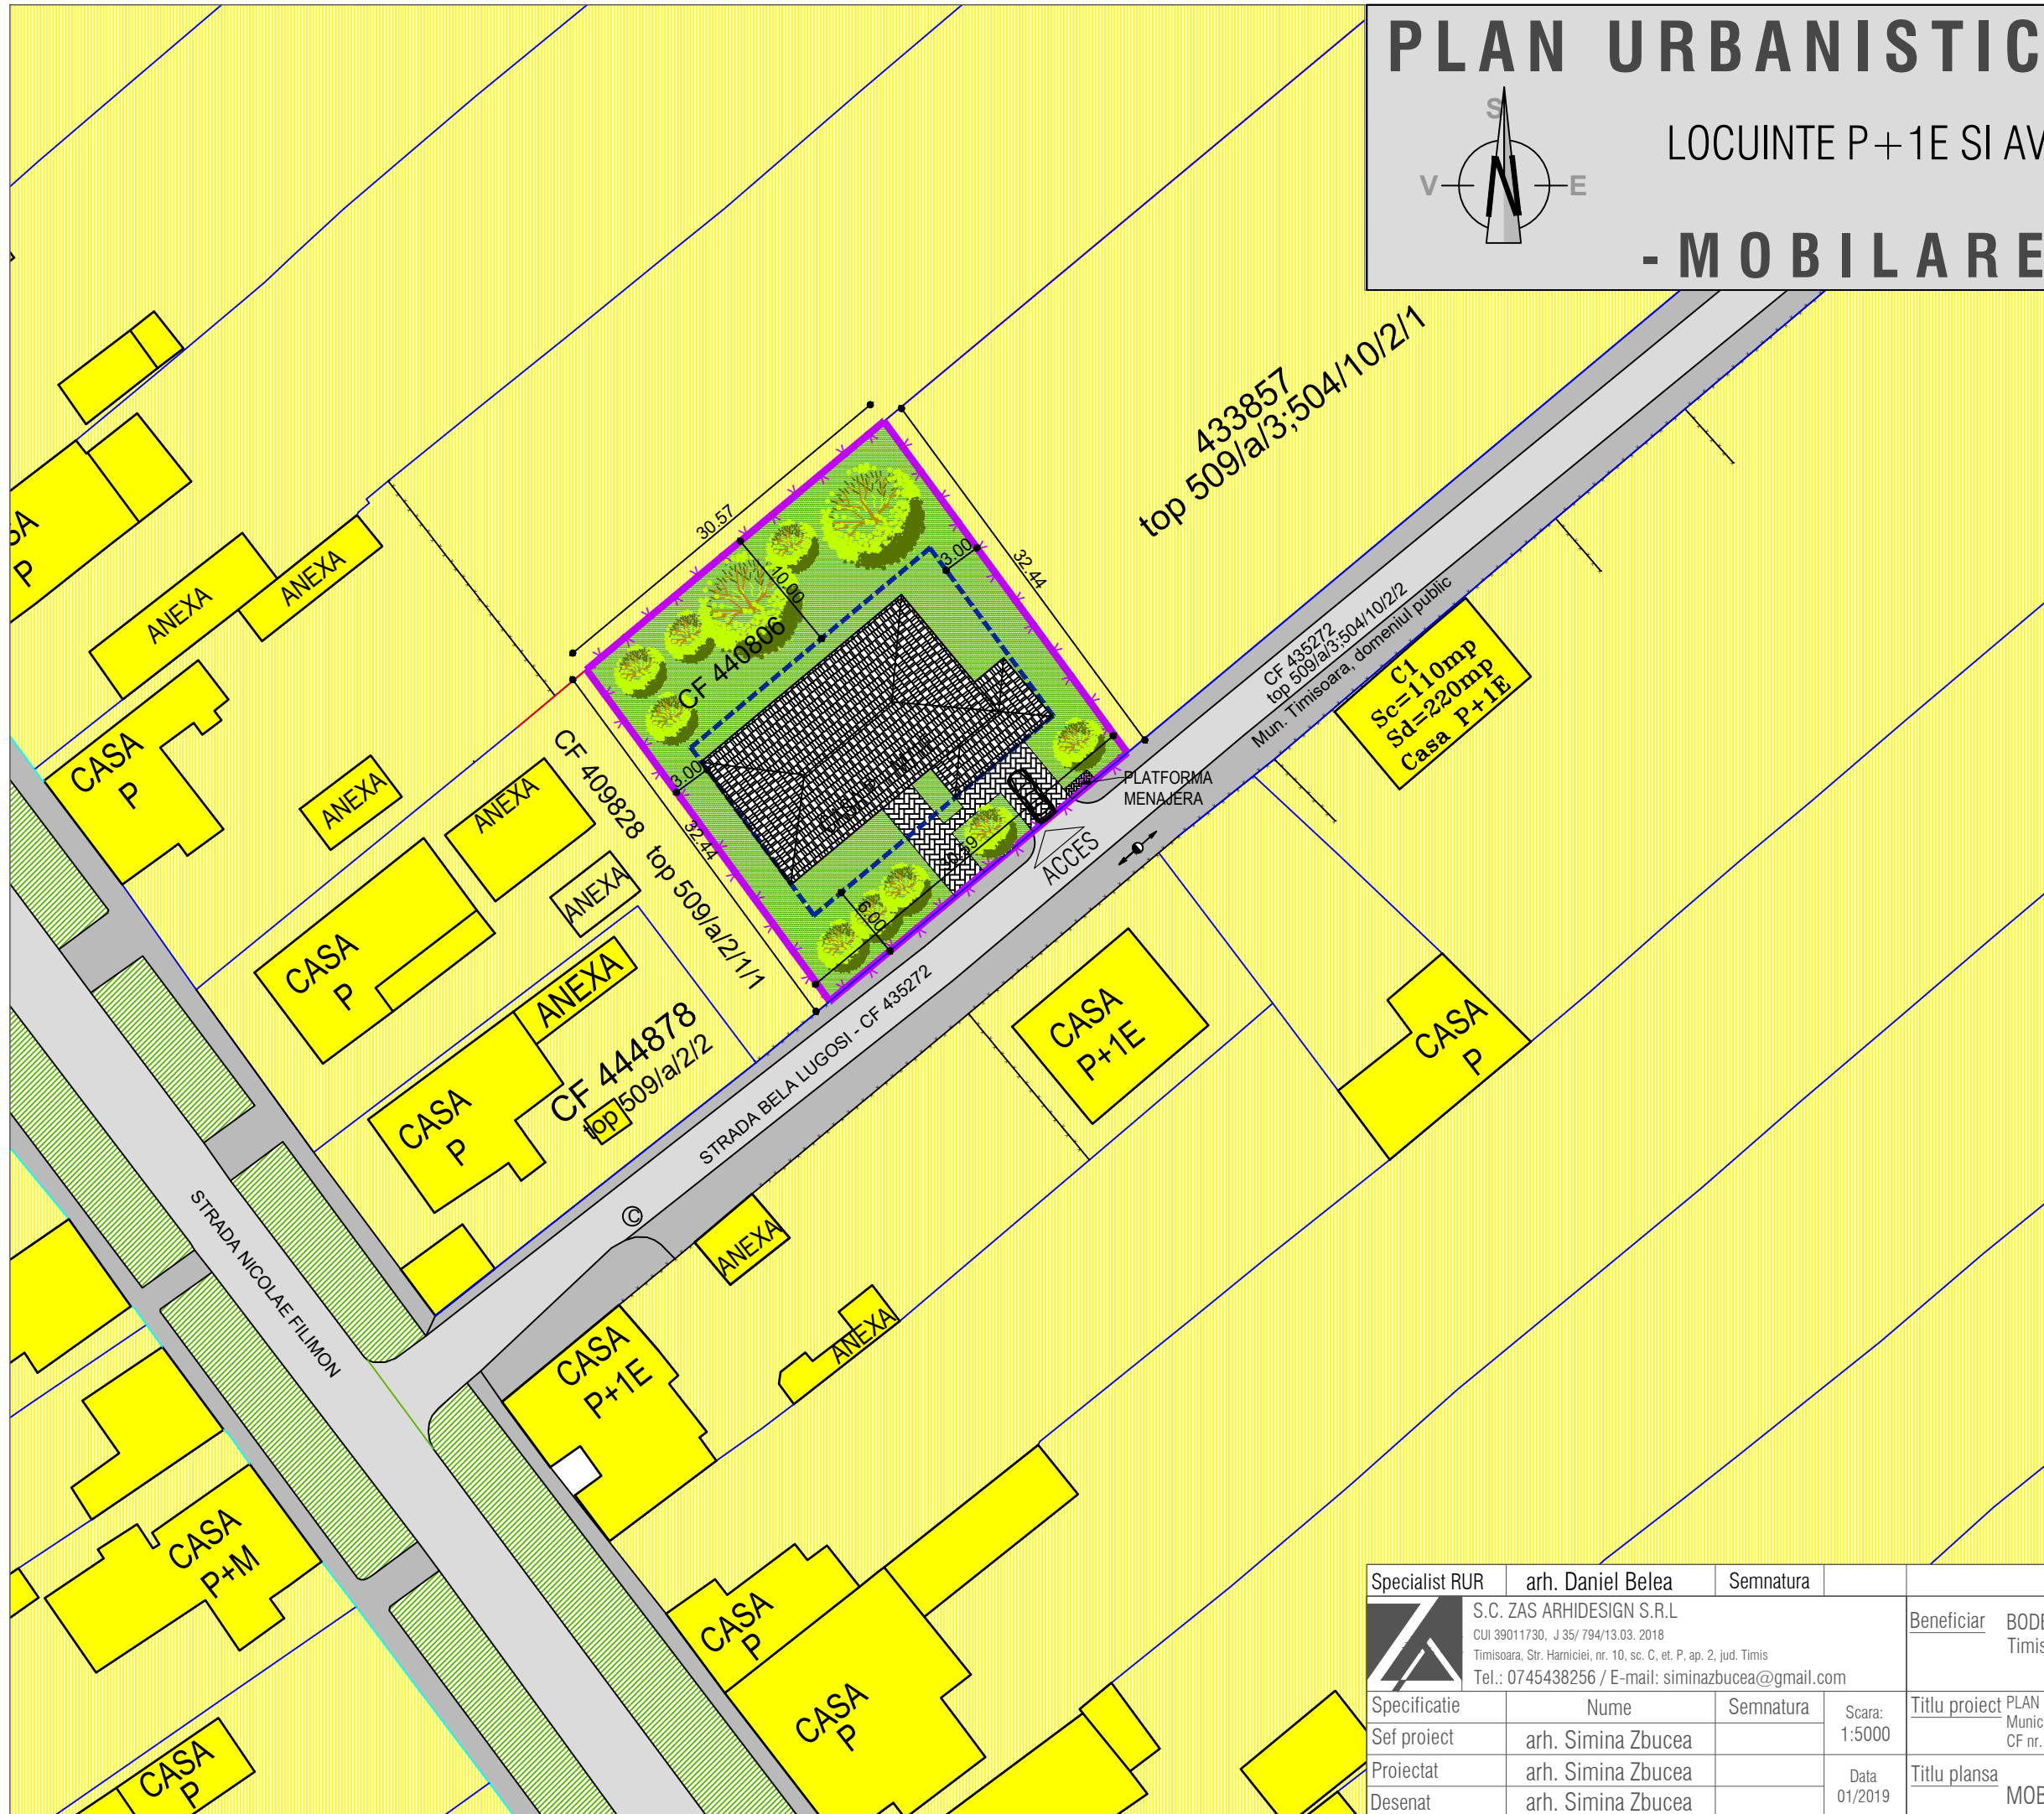 PLAN URBANISTIC
S
LOCUINTE P+1E SI AV
V
N
E
-MOBILARE
433857
top 509/a/3;504/10/2/1
30.57
3.00
32.44
10.00
CF 440806
CF 435272
top 509/a/3;504/10/2/2
Mun. Timisoara, domeniul public
C1
Sc=110mp
Sd=220mp
Casa P+1E
P
ANEXA
ANEXA
CASA
P
ANEXA
ANEXA
ANEXA
CF 409828 top 509/a/2/1/1
3.00
32.44
PLATFORMA
MENAJERA
ACCES
6.00
CASA
P
ANEXA
CF 444878
top 509/a/2/2
CASA
P
STRADA BELA LUGOSI - CF 435272
CASA
P+1E
CASA
P
STRADA NICOLAE FILIMON
C
ANEXA
ANEXA
CASA
P+1E
CASA
P+M
CASA
P
CASA
P
CASA
P
Specialist RUR arh. Daniel Belea Semnatura
S.C. ZAS ARHIDESIGN S.R.L
CUI 39011730, J 35/ 794/13.03. 2018
Timisoara, Str. Harniciei, nr. 10, sc. C, et. P, ap. 2, jud. Timis
Tel.: 0745438256 / E-mail: siminazbucea@gmail.com
Beneficiar BODE
Timis
Specificatie Nume Semnatura Scara:
1:5000
Titlu proiect PLAN
Munic
CF nr.
Sef proiect arh. Simina Zbucea
Proiectat arh. Simina Zbucea Data
01/2019
Titlu plansa
MOB
Desenat arh. Simina Zbucea